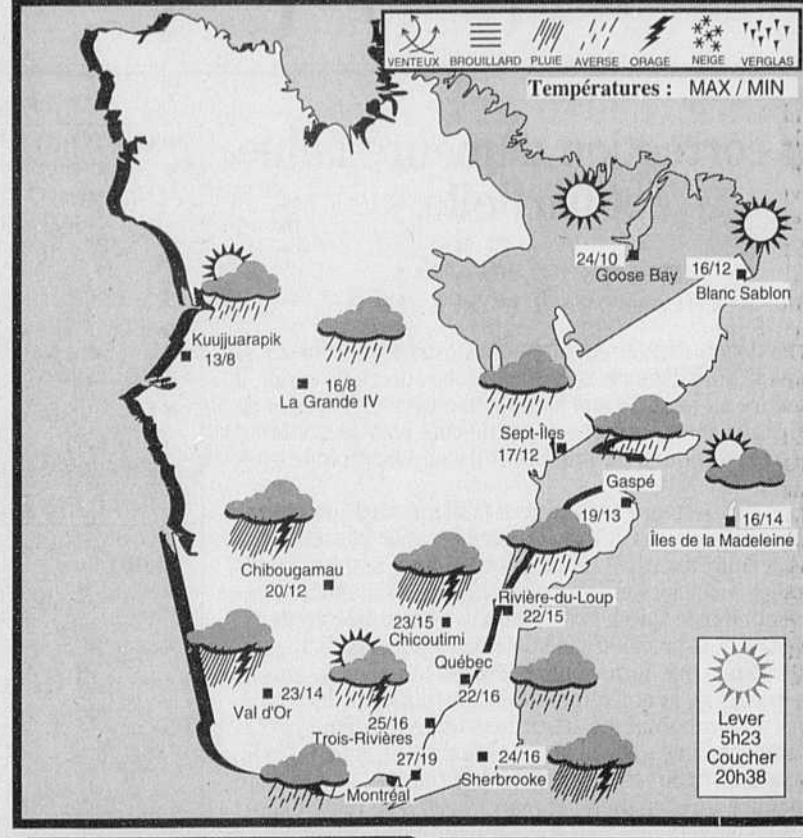 VENTEUX BROUILLARD PLUIE AVERSE ORAGE NEIGE VERGLAS
Températures : MAX / MIN
24/10
Goose Bay
16/12
Blanc Sablon
Kuujjuarapik
13/8
16/8
La Grande IV
Sept-Îles
17/12
Gaspé
19/13
16/14
Îles de la Madeleine
Chibougamau
20/12
23/15
Chicoutimi
Rivière-du-Loup
22/15
Québec
22/16
23/14
Val d'Or
25/16
Trois-Rivières
27/19
Montréal
24/16
Sherbrooke
Lever
5h23
Coucher
20h38